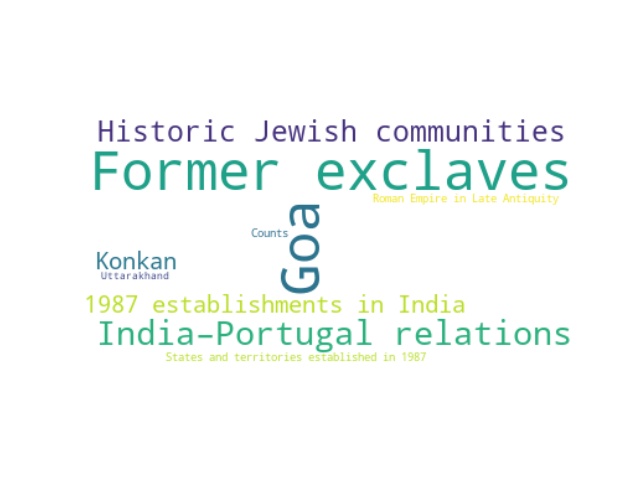 Historic Jewish communities
Former exclaves
Roman Empire in Late Antiquity
Goa
Counts
Konkan
Uttarakhand
1987 establishments in India
India–Portugal relations
States and territories established in 1987